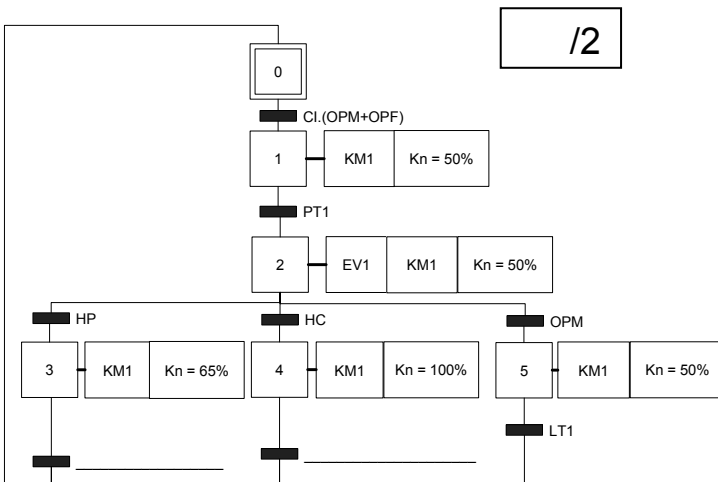 /2
0
CI.(OPM+OPF)
1 KM1 Kn = 50%
PT1
2 EV1 KM1 Kn = 50%
HP HC OPM
3 KM1 Kn = 65% 4 KM1 Kn = 100% 5 KM1 Kn = 50%
LT1